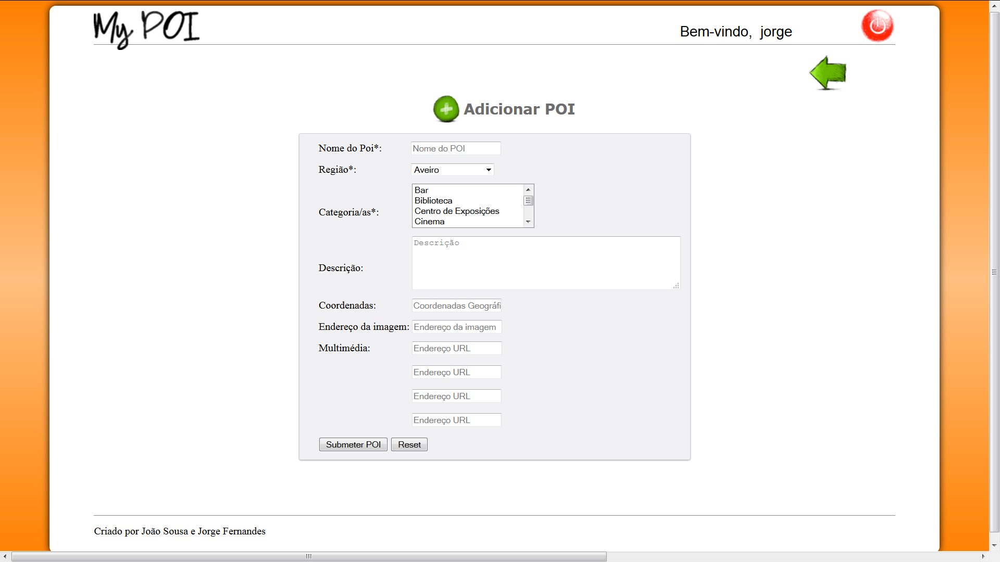 My POI
Bem-vindo, jorge
Adicionar POI
Nome do Poi*: Nome do POI
Região*: Aveiro
Categoria/as*:
Bar
Biblioteca
Centro de Exposições
Cinema
Descrição: Descrição
Coordenadas: Coordenadas Geográfi
Endereço da imagem: Endereço da imagem
Multimédia: Endereço URL
Endereço URL
Endereço URL
Endereço URL
Submeter POI Reset
Criado por João Sousa e Jorge Fernandes